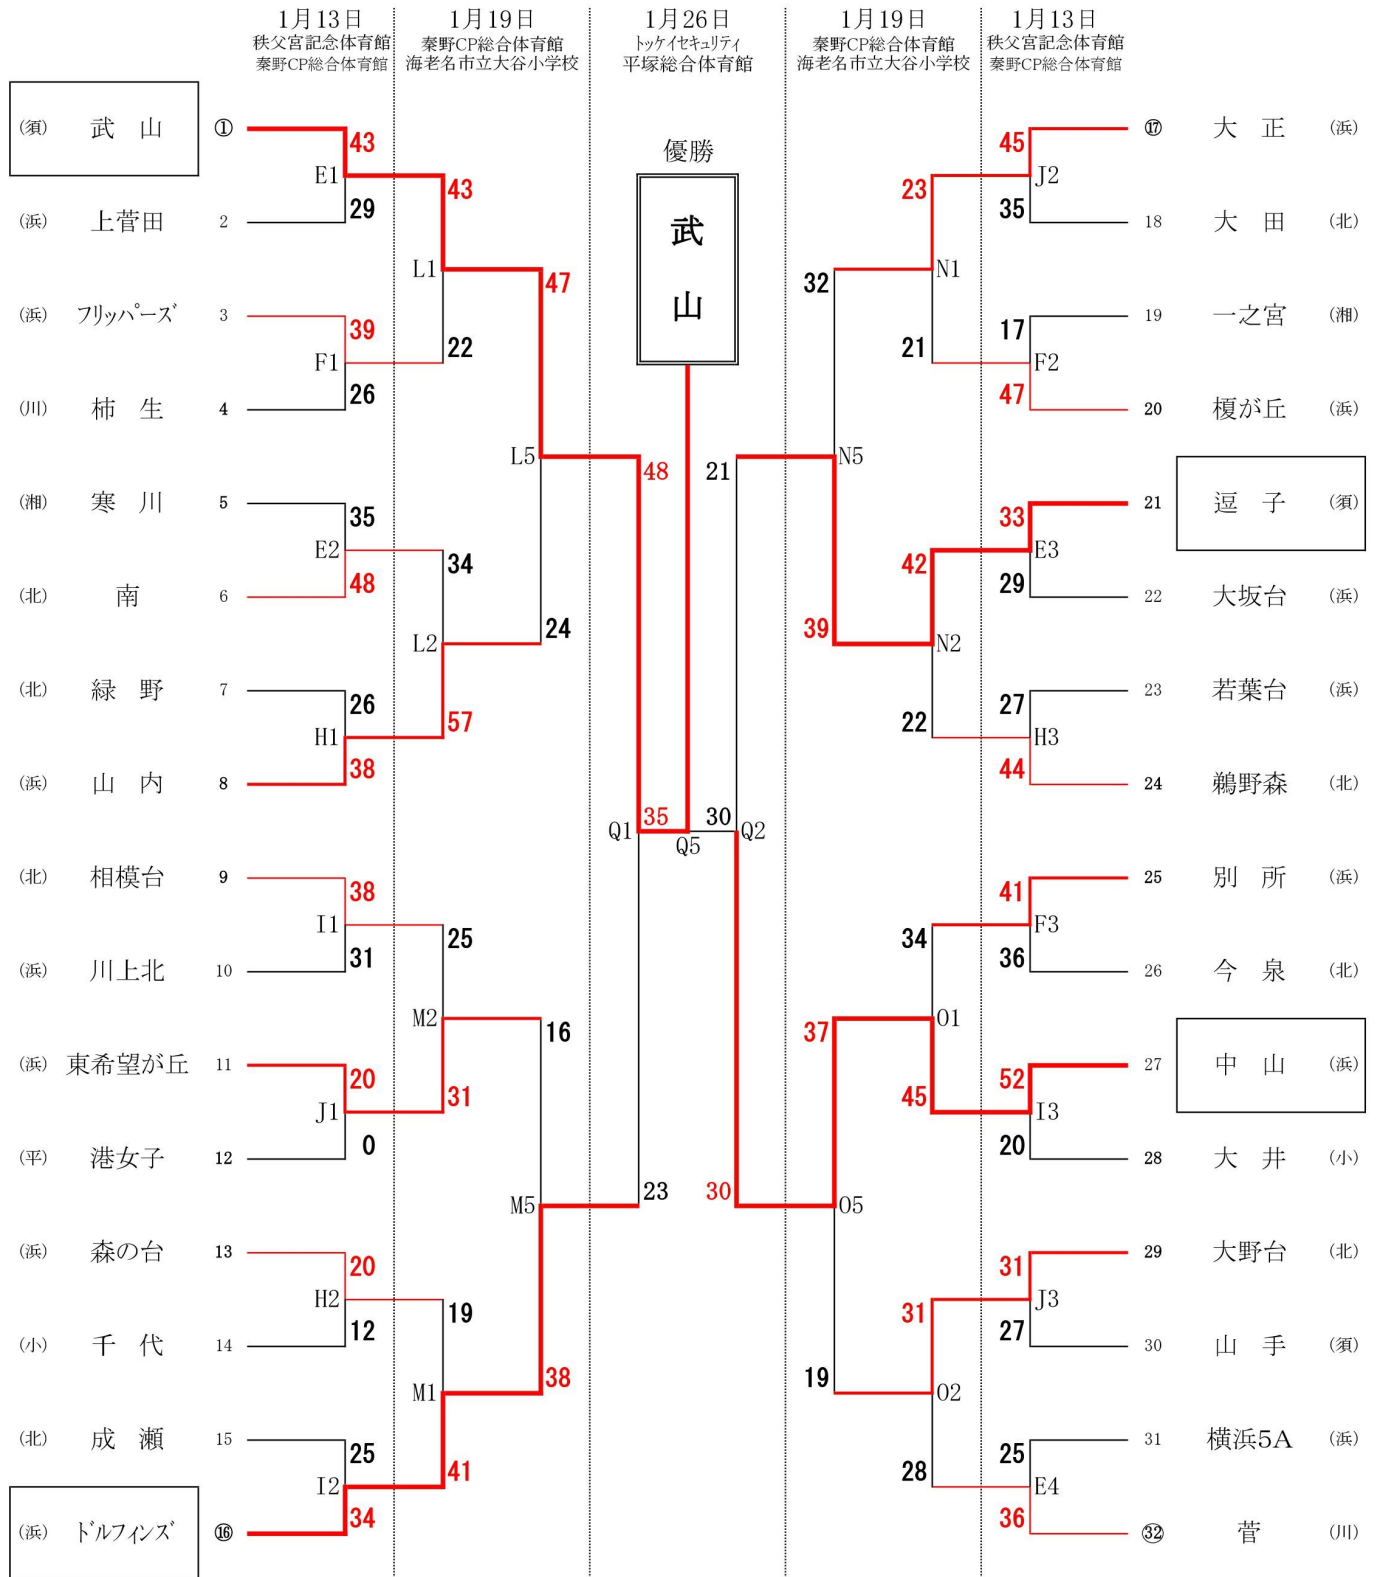 1月13日 1月19日 1月26日 1月19日 1月13日
秩父宮記念体育館 秦野CP総合体育館 トッケイセキュリティ 秦野CP総合体育館 秩父宮記念体育館
秦野CP総合体育館 海老名市立大谷小学校 平塚総合体育館 海老名市立大谷小学校 秦野CP総合体育館
優勝
武山
(須) 武山 ①
43
E1
29
(浜) 上菅田 2
43
L1
22
(浜) フリッパーズ 3
39
F1
26
(川) 柿生 4
47
L5
24
(湘) 寒川 5
35
E2
48
(北) 南 6
34
L2
57
(北) 緑野 7
26
H1
38
(浜) 山内 8
48
Q1
23
(北) 相模台 9
38
I1
31
(浜) 川上北 10
25
M2
31
(浜) 東希望が丘 11
20
J1
0
(平) 港女子 12
16
M5
38
(浜) 森の台 13
20
H2
12
(小) 千代 14
19
M1
41
(北) 成瀬 15
25
I2
34
(浜) ドルフィンズ ⑯
35
Q5
30
⑰ 大正 (浜)
45
J2
35
18 大田 (北)
23
N1
21
19 一之宮 (湘)
17
F2
47
20 榎が丘 (浜)
32
N5
39
21 逗子 (須)
33
E3
29
22 大坂台 (浜)
42
N2
22
23 若葉台 (浜)
27
H3
44
24 鵜野森 (北)
21
Q2
30
25 別所 (浜)
41
F3
36
26 今泉 (北)
34
O1
45
27 中山 (浜)
52
I3
20
28 大井 (小)
37
O5
19
29 大野台 (北)
31
J3
27
30 山手 (須)
31
O2
28
31 横浜5A (浜)
25
E4
36
㉜ 菅 (川)